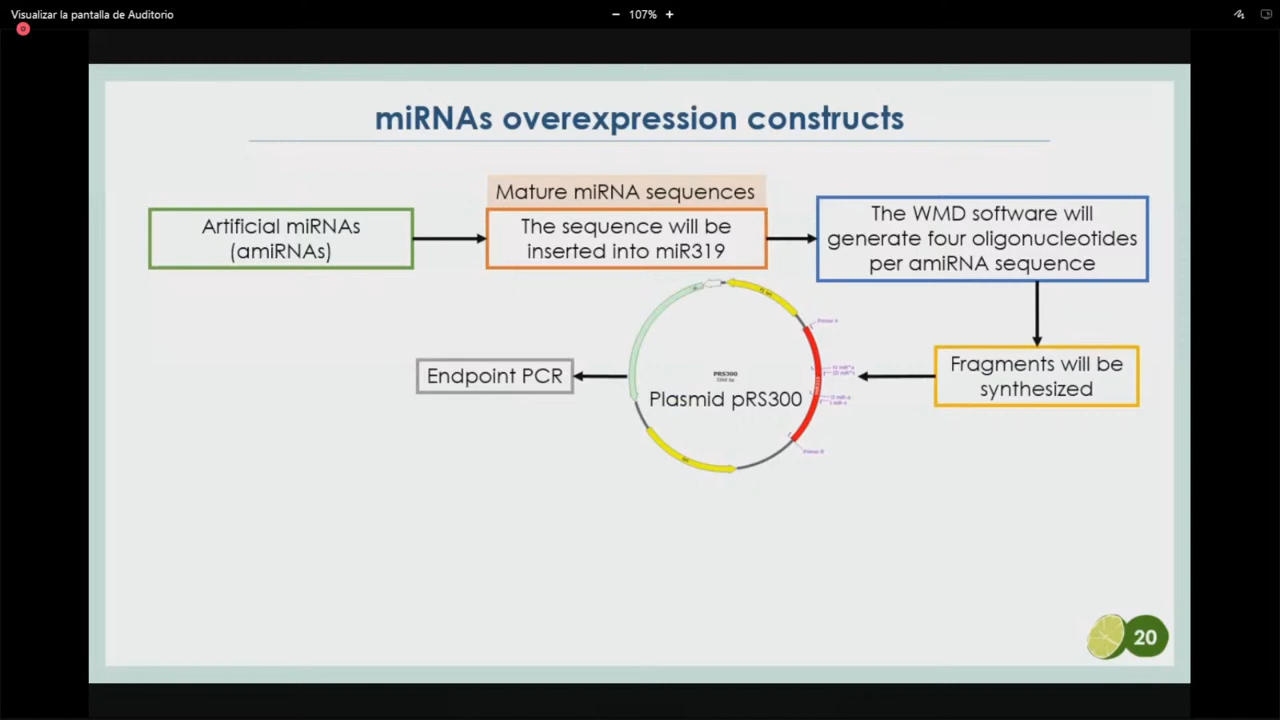 Visualizar la pantalla de Auditorio
− 107% +
miRNAs overexpression constructs
Artificial miRNAs
(amiRNAs)
Mature miRNA sequences
The sequence will be
inserted into miR319
The WMD software will
generate four oligonucleotides
per amiRNA sequence
Fragments will be
synthesized
Primer A
PRS300
Plasmid pRS300
Primer B
Endpoint PCR
20